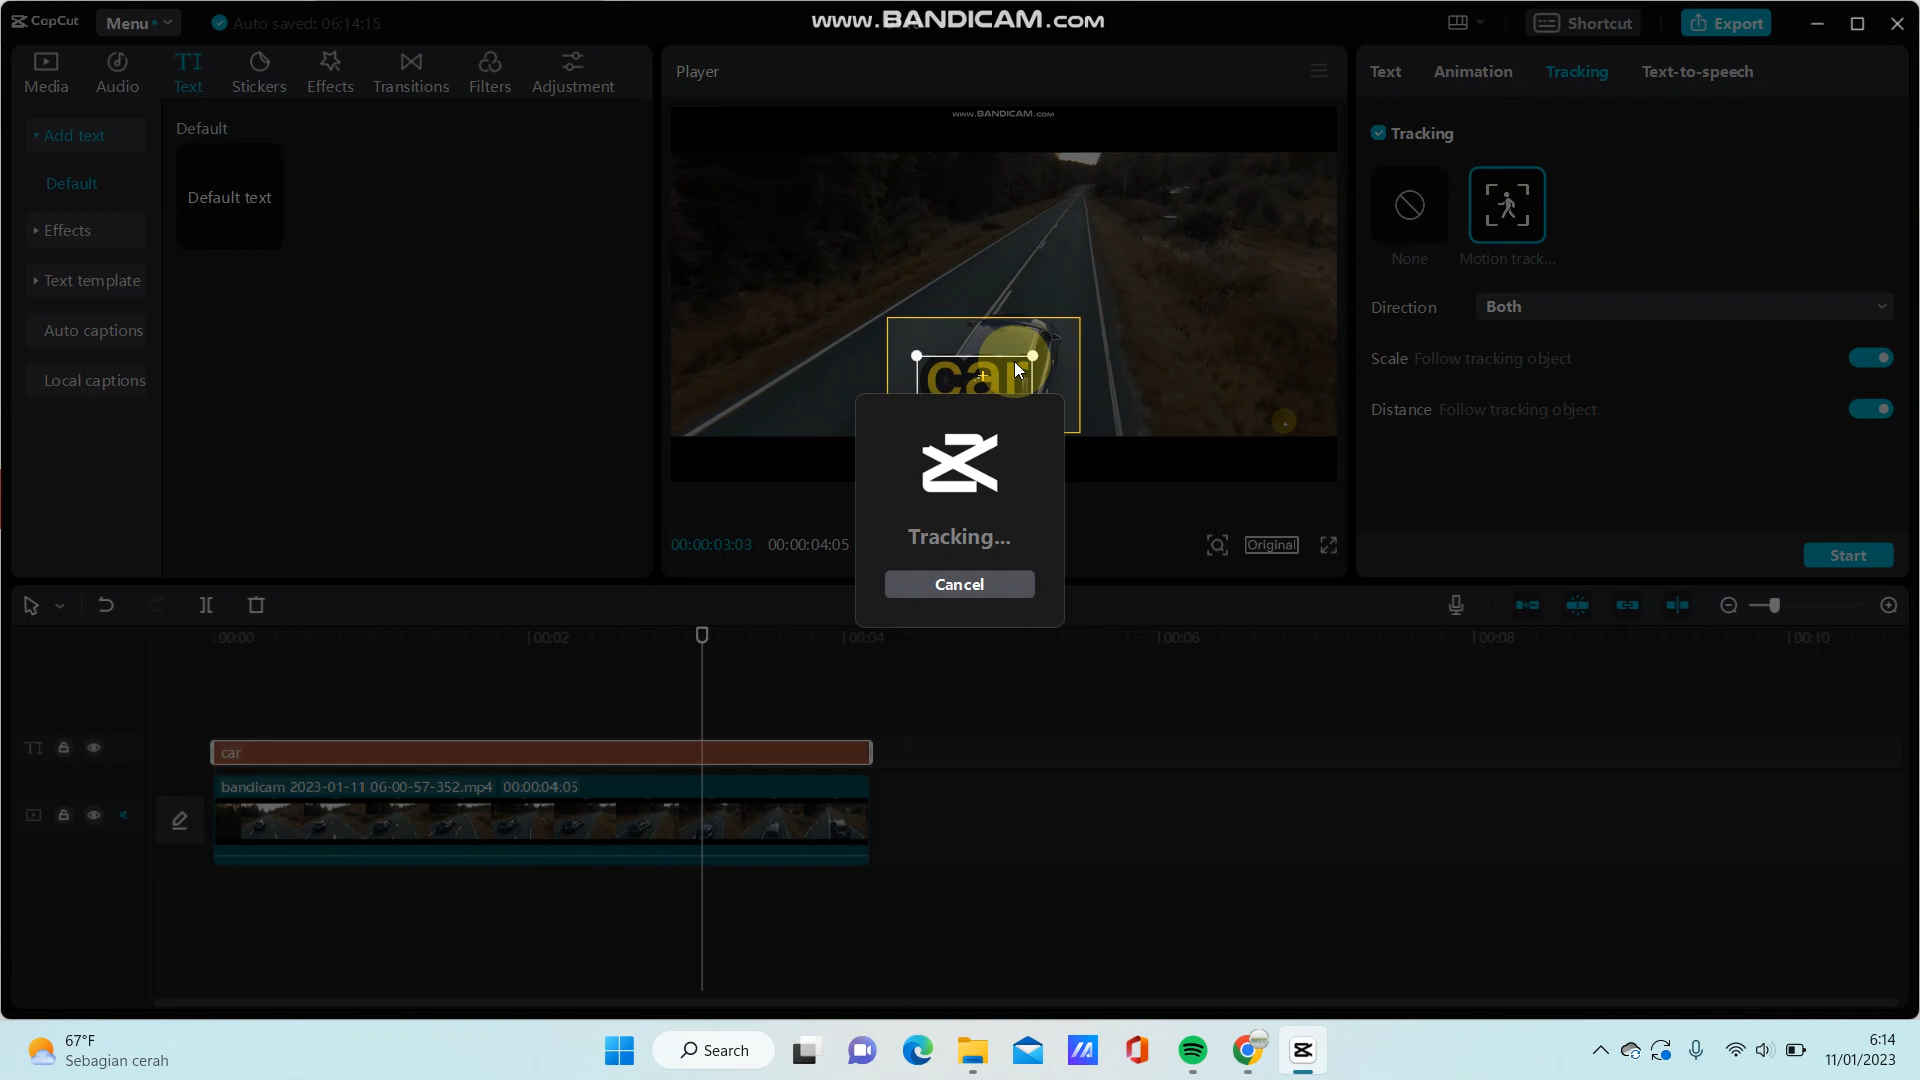 CapCut
Menu
Auto saved: 06:14:15
www.BANDICAM.com
Shortcut
Export
Media
Audio
TI
Text
Stickers
Effects
Transitions
Filters
Adjustment
Add text
Default
Effects
Text template
Auto captions
Local captions
Default
Default text
Player
www.BANDICAM.com
car
00:00:03:03
00:00:04:05
Original
Tracking...
Cancel
Text
Animation
Tracking
Text-to-speech
Tracking
None
Motion track...
Direction
Both
Scale Follow tracking object
Distance Follow tracking object
Start
00:00
00:02
00:04
00:06
00:08
00:10
TI
car
bandicam 2023-01-11 06-00-57-352.mp4 00:00:04:05
67°F
Sebagian cerah
Search
6:14
11/01/2023